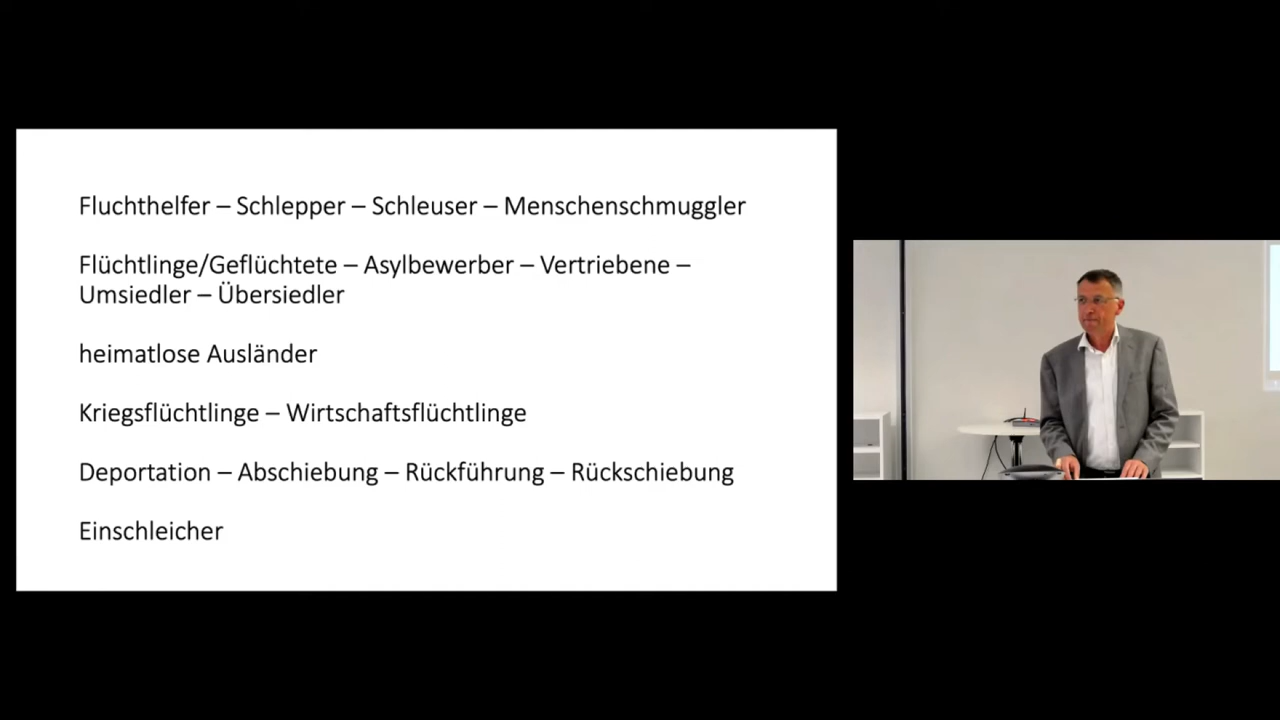 Fluchthelfer – Schlepper – Schleuser – Menschenschmuggler
Flüchtlinge/Geflüchtete – Asylbewerber – Vertriebene –
Umsiedler – Übersiedler
heimatlose Ausländer
Kriegsflüchtlinge – Wirtschaftsflüchtlinge
Deportation – Abschiebung – Rückführung – Rückschiebung
Einschleicher